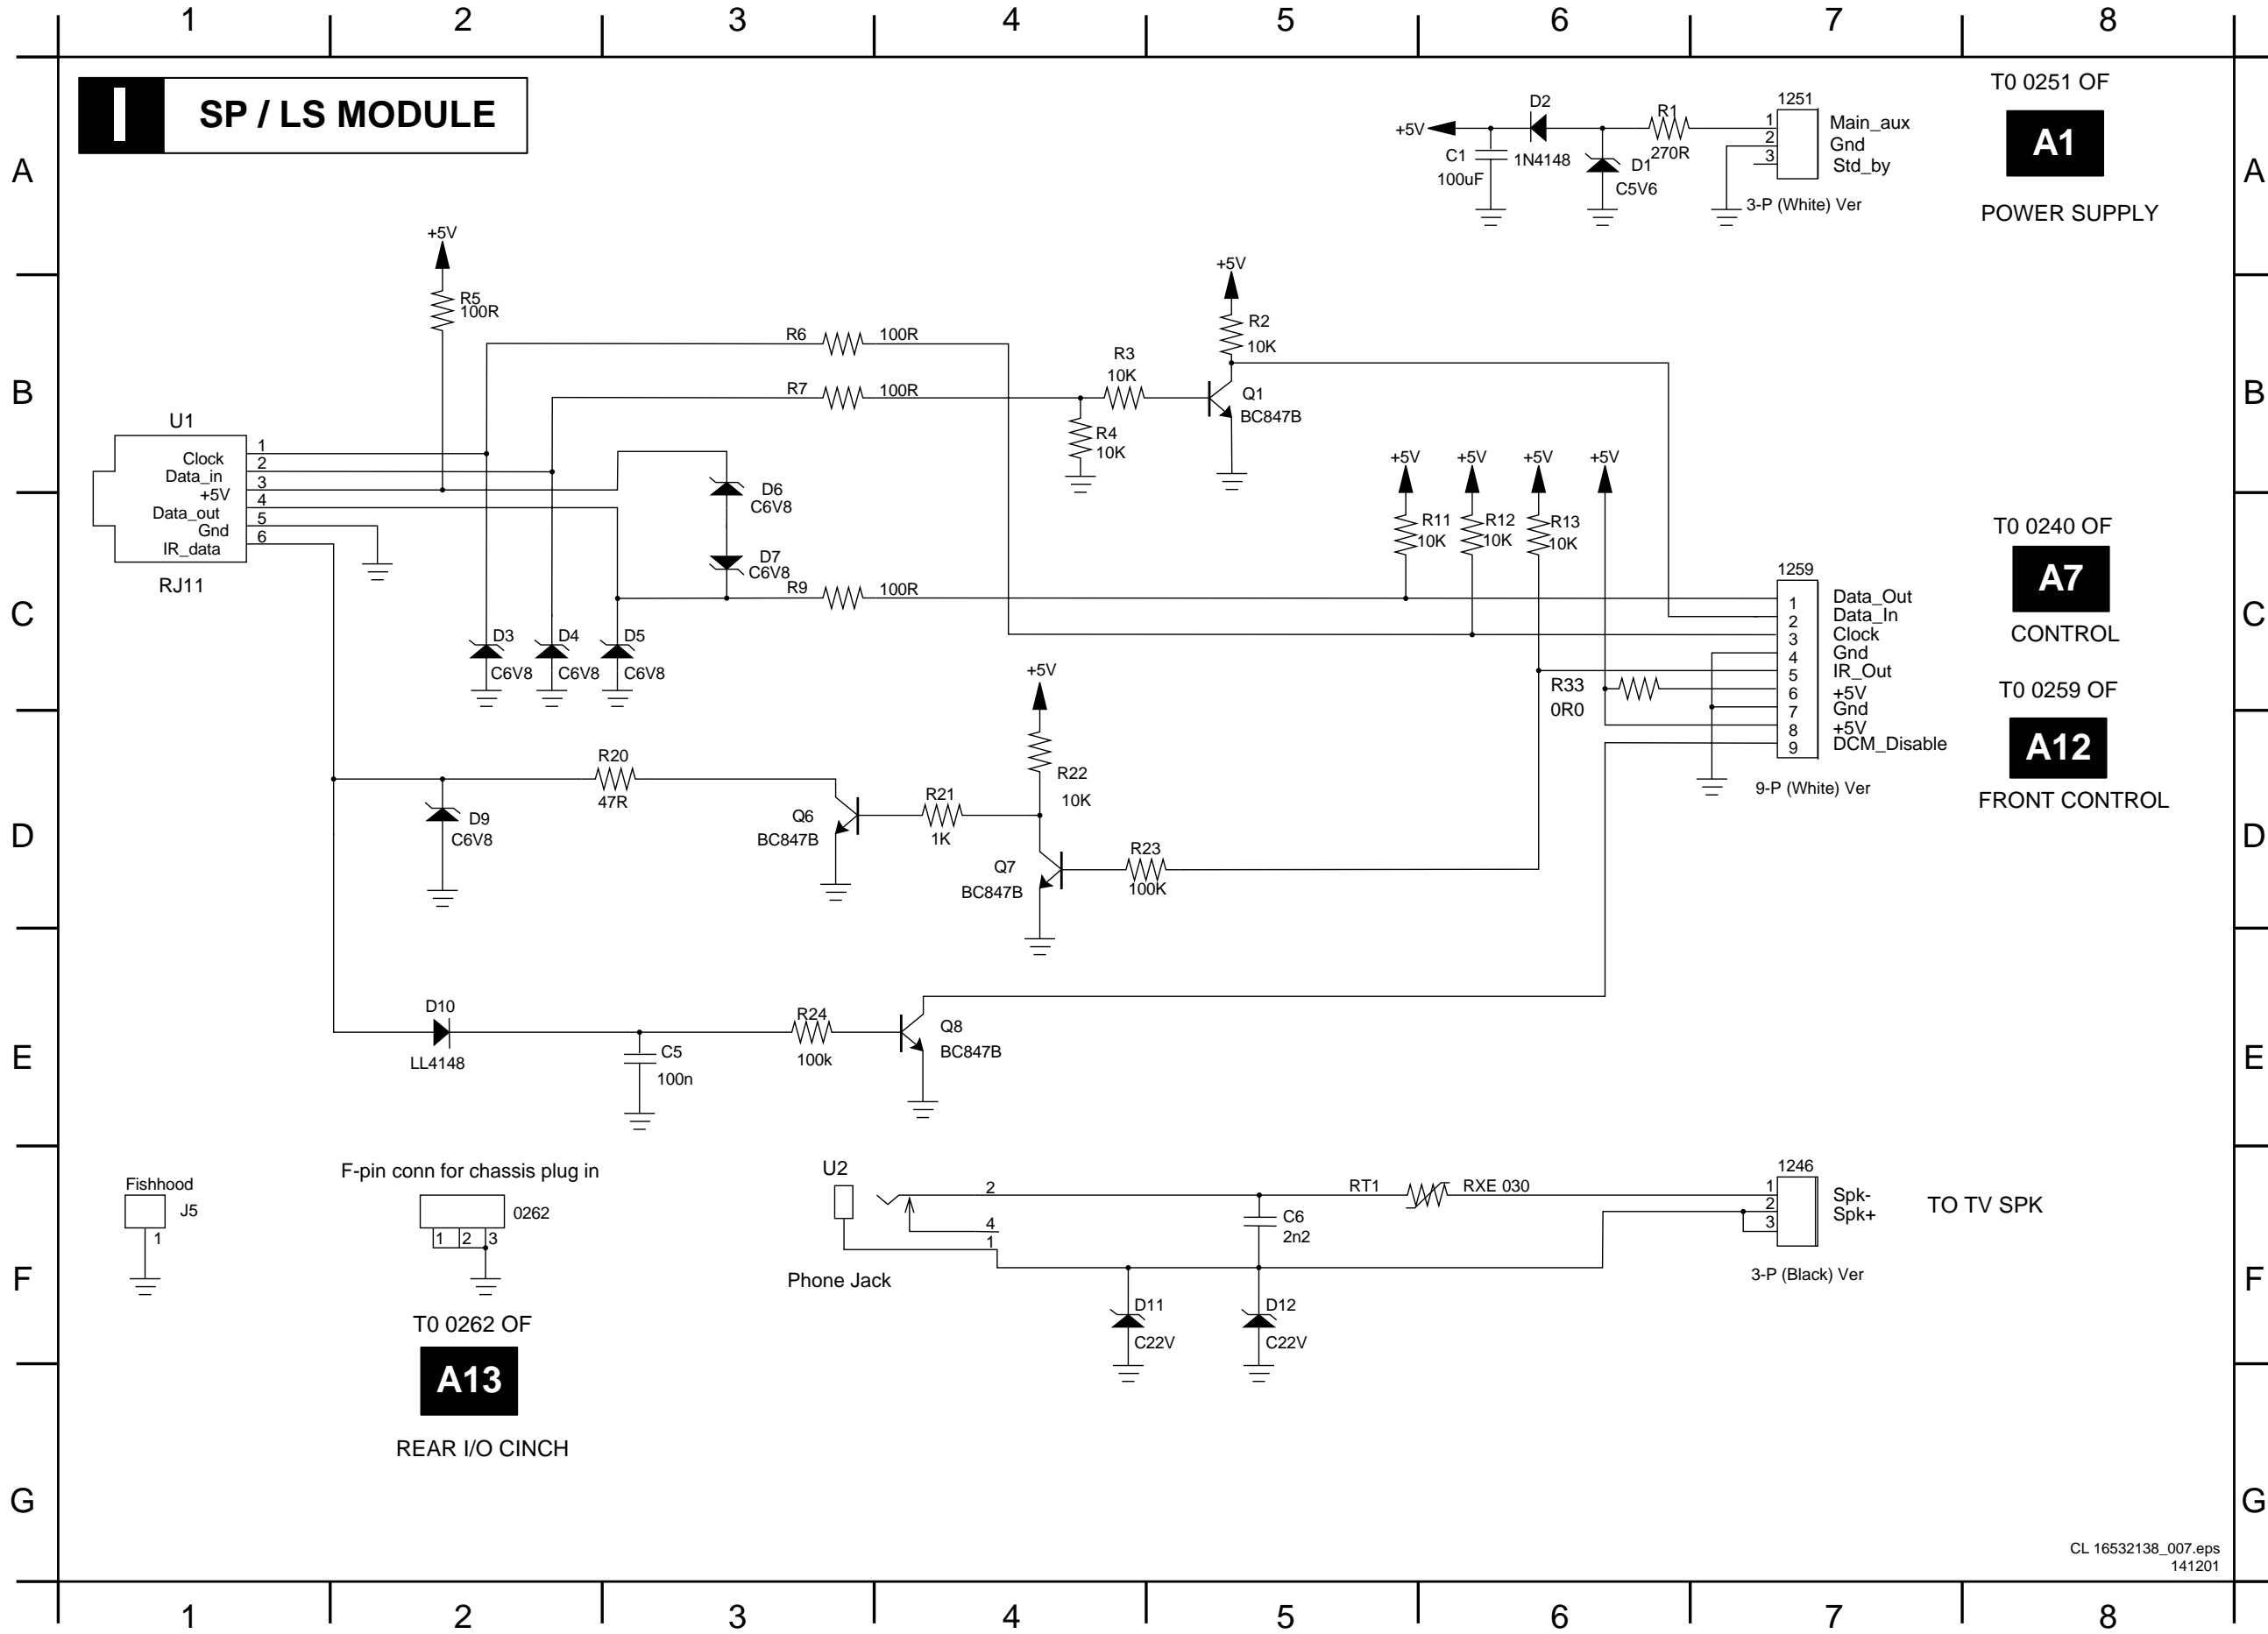 1 2 3 4 5 6 7 8
I SP / LS MODULE
A
A
+5V
D2
1N4148
C1
100uF
D1
C5V6
R1
270R
1251
1
2
3
Main_aux
Gnd
Std_by
3-P (White) Ver
T0 0251 OF
A1
POWER SUPPLY
B
B
+5V
R5
100R
R6 100R
R7 100R
R3
10K
R4
10K
+5V
R2
10K
Q1
BC847B
U1
Clock
Data_in
+5V
Data_out
Gnd
IR_data
1
2
3
4
5
6
RJ11
C
C
D6
C6V8
D7
C6V8
R9 100R
D3
C6V8
D4
C6V8
D5
C6V8
+5V +5V +5V +5V
R11
10K
R12
10K
R13
10K
R33
0R0
1259
1
2
3
4
5
6
7
8
9
Data_Out
Data_In
Clock
Gnd
IR_Out
+5V
Gnd
+5V
DCM_Disable
9-P (White) Ver
T0 0240 OF
A7
CONTROL
T0 0259 OF
A12
FRONT CONTROL
D
D
D9
C6V8
R20
47R
Q6
BC847B
R21
1K
+5V
R22
10K
Q7
BC847B
R23
100K
E
E
D10
LL4148
C5
100n
R24
100k
Q8
BC847B
F
F
Fishhood
J5
1
F-pin conn for chassis plug in
0262
1 2 3
T0 0262 OF
A13
REAR I/O CINCH
U2
2
4
1
Phone Jack
D11
C22V
C6
2n2
D12
C22V
RT1 RXE 030
1246
1
2
3
Spk-
Spk+
3-P (Black) Ver
TO TV SPK
G
G
CL 16532138_007.eps
141201
1 2 3 4 5 6 7 8